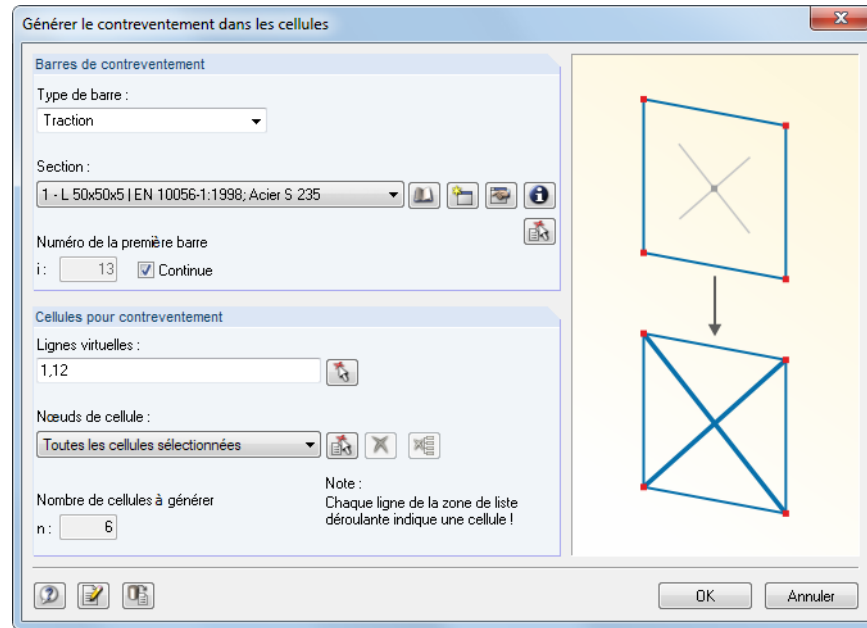 Générer le contreventement dans les cellules
Barres de contreventement
Type de barre :
Traction
Section :
1 - L 50x50x5 | EN 10056-1:1998; Acier S 235
Numéro de la première barre
i :
13
Continue
Cellules pour contreventement
Lignes virtuelles :
1,12
Nœuds de cellule :
Toutes les cellules sélectionnées
Nombre de cellules à générer
n :
6
Note :
Chaque ligne de la zone de liste
déroulante indique une cellule !
OK
Annuler